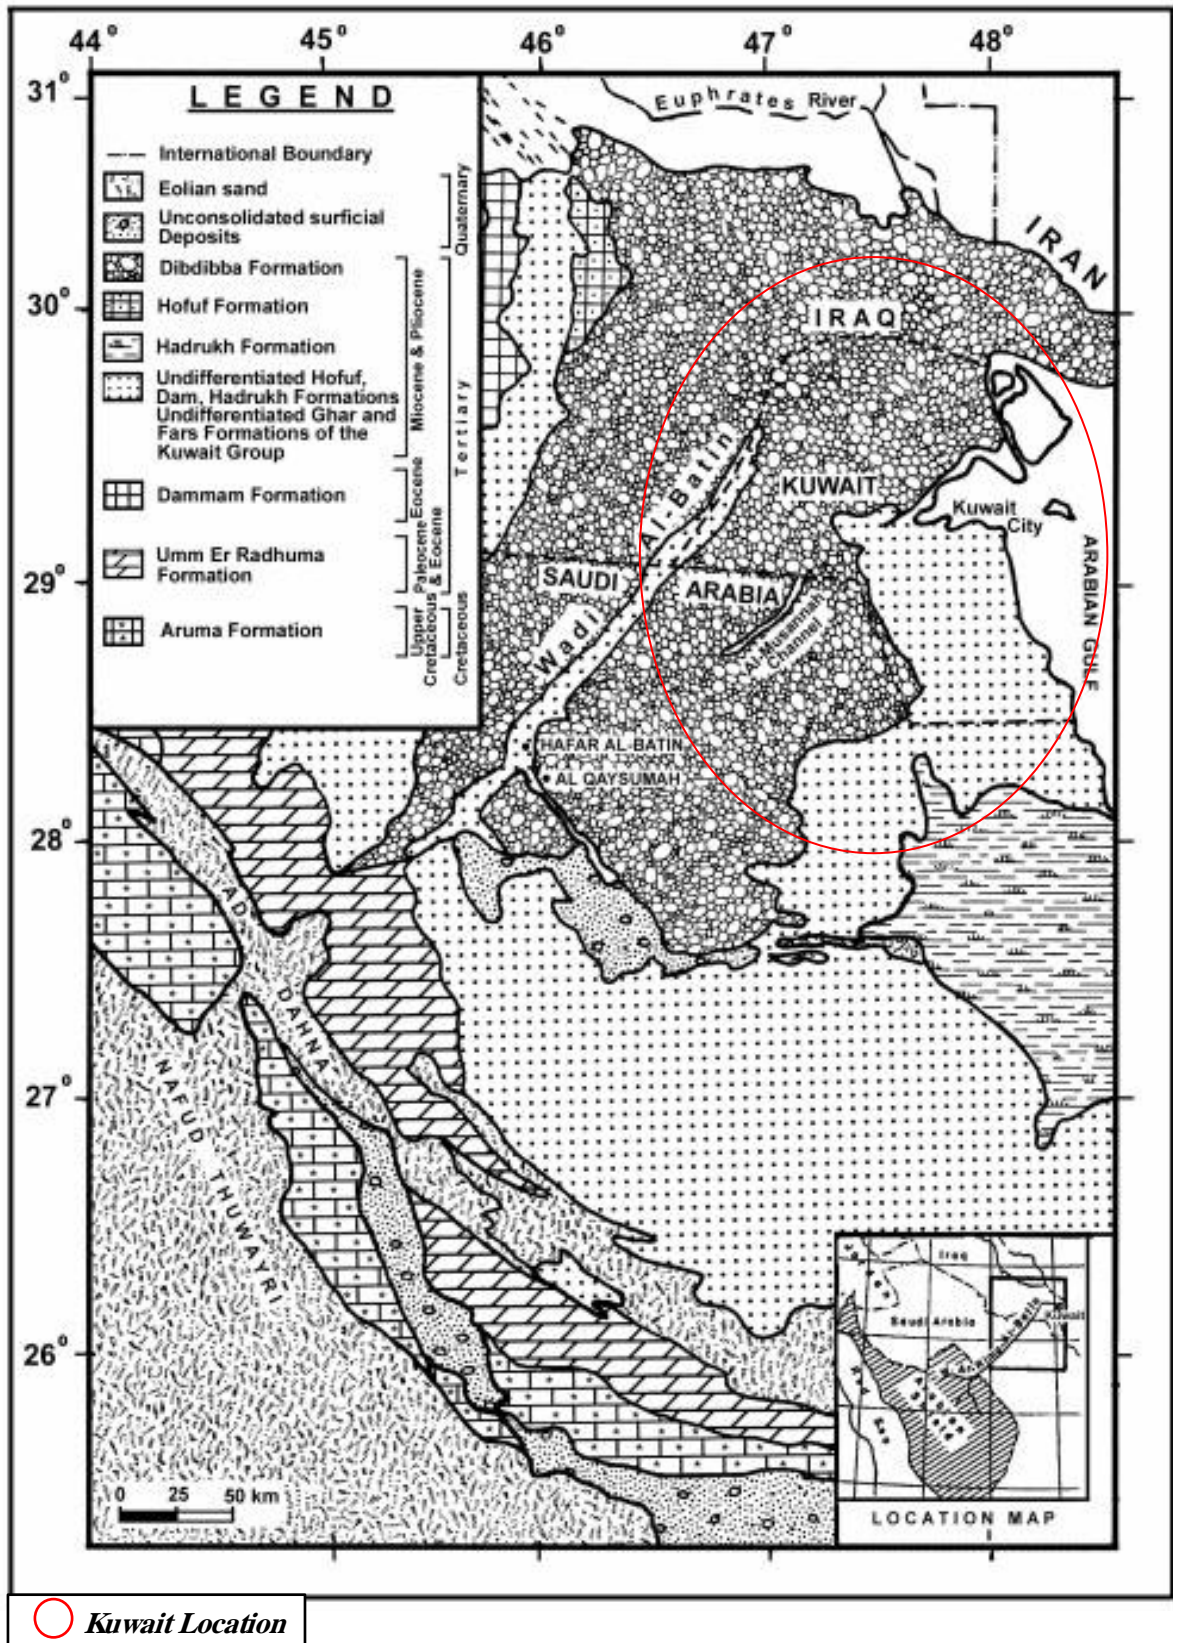 44° 45° 46° 47° 48°
31°
30°
29°
28°
27°
26°
LEGEND
International Boundary
Eolian sand
Unconsolidated surficial
Deposits
Dibdibba Formation
Hofuf Formation
Hadrukh Formation
Undifferentiated Hofuf,
Dam, Hadrukh Formations
Undifferentiated Ghar and
Fars Formations of the
Kuwait Group
Dammam Formation
Umm Er Radhuma
Formation
Aruma Formation
Quaternary
Miocene & Pliocene
Tertiary
Eocene
Paleocene
& Eocene
Upper
Cretaceous
Cretaceous
Euphrates River
IRAN
IRAQ
KUWAIT
Kuwait
City
ARABIAN GULF
Wadi Al-Batin
SAUDI ARABIA
Al-Musannah
Channel
HAFAR AL-BATIN
AL QAYSUMAH
AD DAHNA
NAFUD THUWAYRI
0 25 50 km
Iraq
Saudi Arabia
Kuwait
Red
Sea
LOCATION MAP
Kuwait Location